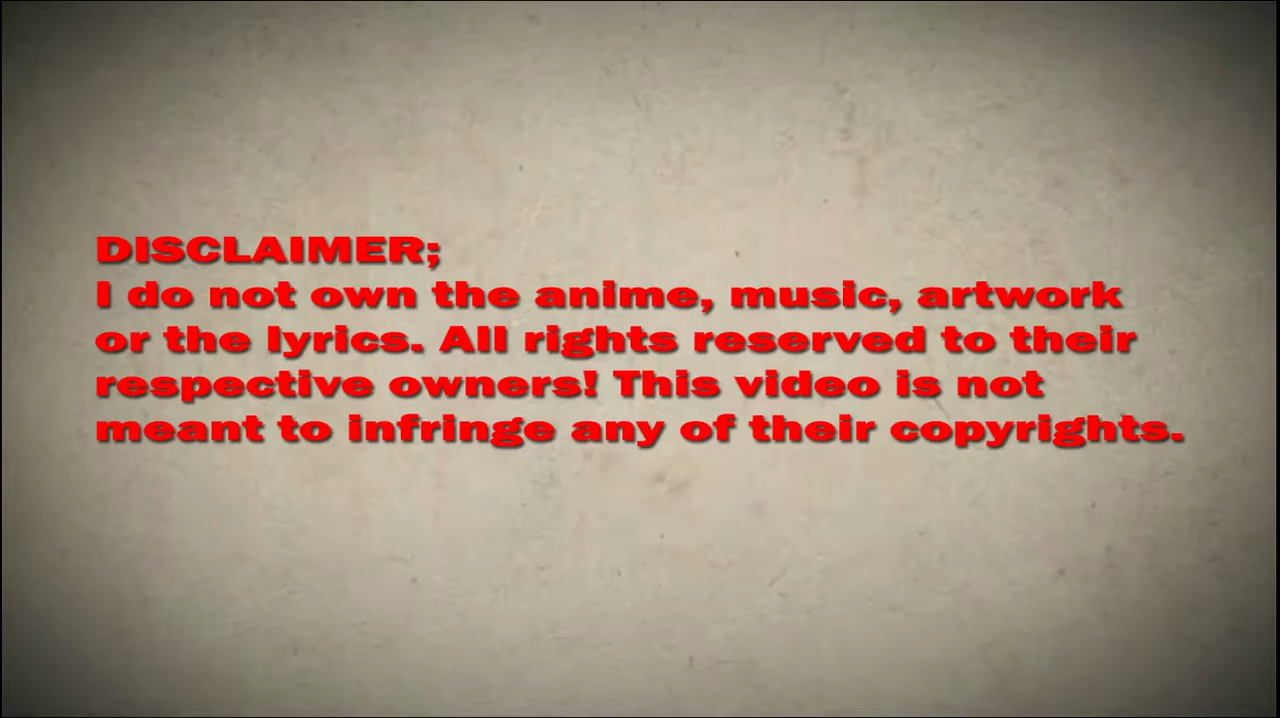 DISCLAIMER;
I do not own the anime, music, artwork
or the lyrics. All rights reserved to their
respective owners! This video is not
meant to infringe any of their copyrights.